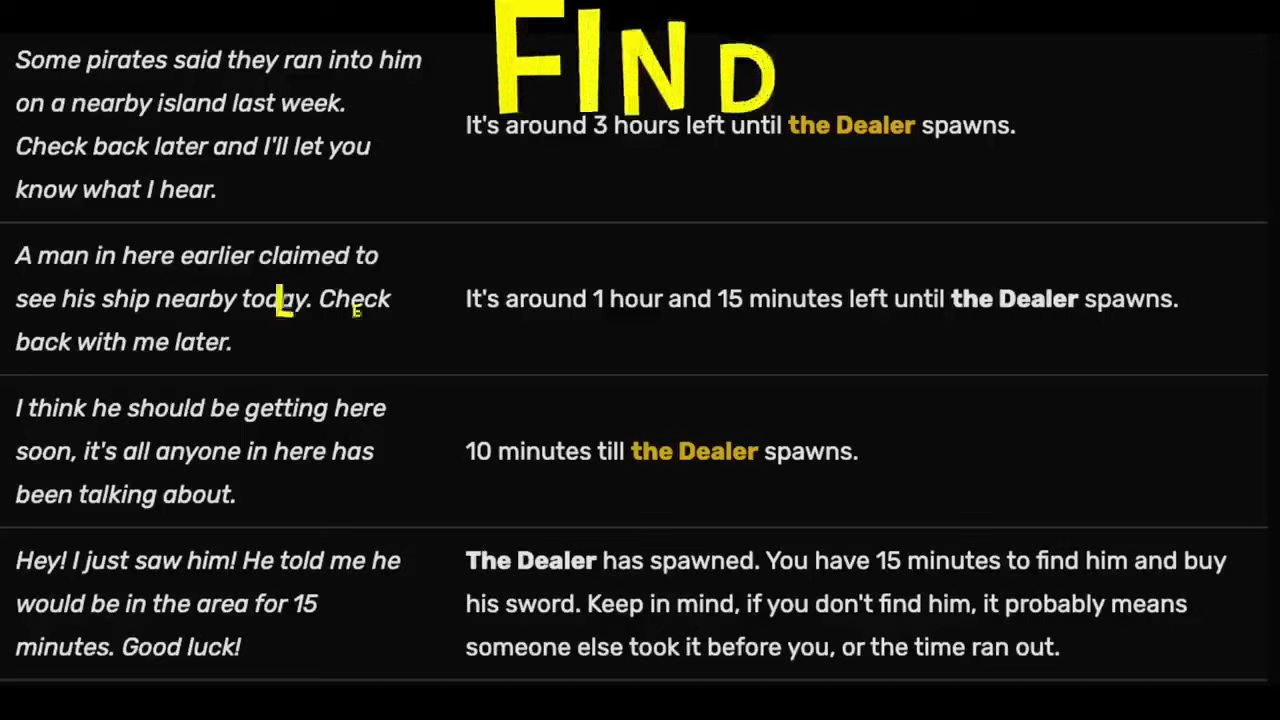 FIND
Some pirates said they ran into him
on a nearby island last week.
Check back later and I'll let you
know what I hear.
It's around 3 hours left until the Dealer spawns.
A man in here earlier claimed to
see his ship nearby today. Check
back with me later.
L
E
It's around 1 hour and 15 minutes left until the Dealer spawns.
I think he should be getting here
soon, it's all anyone in here has
been talking about.
10 minutes till the Dealer spawns.
Hey! I just saw him! He told me he
would be in the area for 15
minutes. Good luck!
The Dealer has spawned. You have 15 minutes to find him and buy
his sword. Keep in mind, if you don't find him, it probably means
someone else took it before you, or the time ran out.